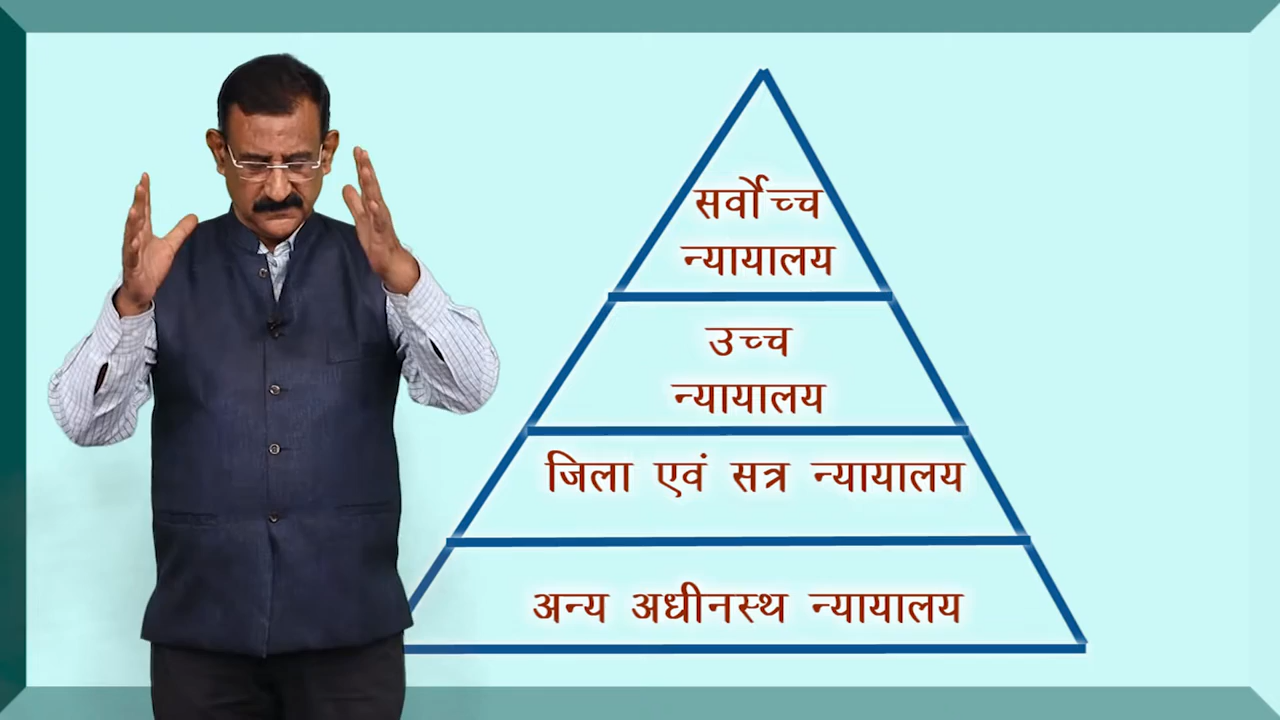 सर्वोच्च
न्यायालय
उच्च
न्यायालय
जिला एवं सत्र न्यायालय
अन्य अधीनस्थ न्यायालय